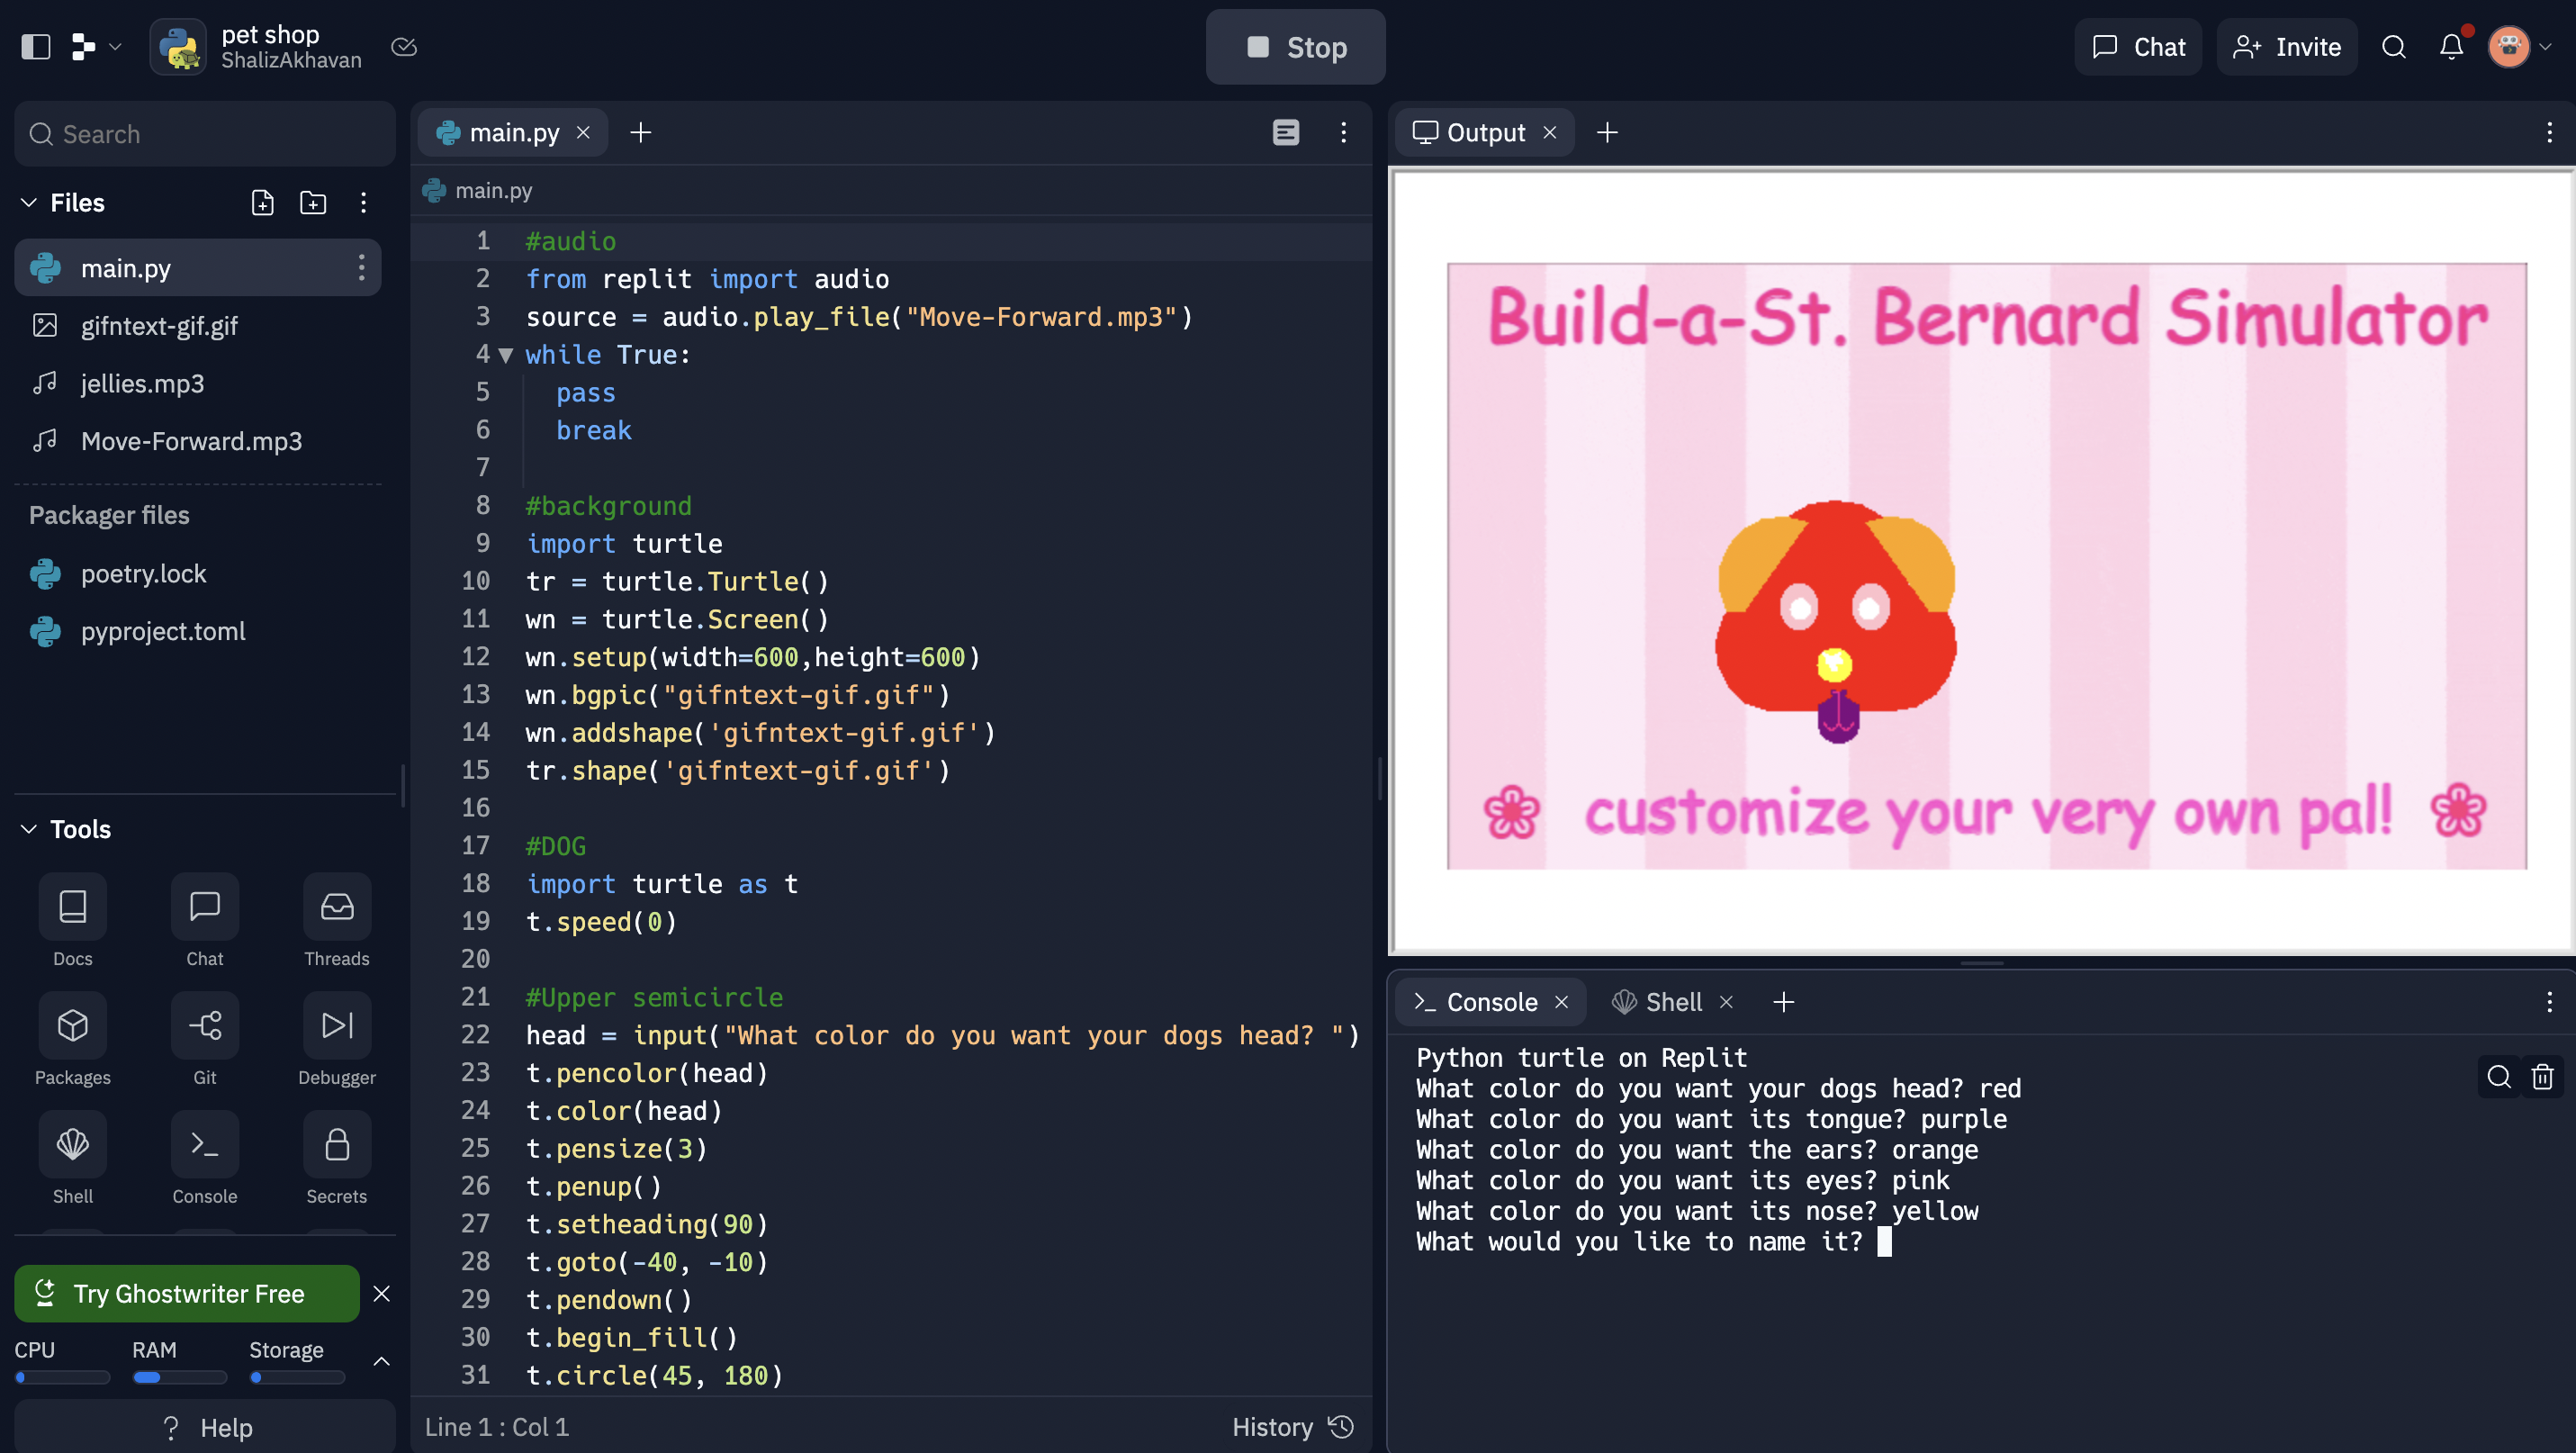 pet shop
ShalizAkhavan
Stop
Chat
Invite
Search
Files
main.py
gifntext-gif.gif
jellies.mp3
Move-Forward.mp3
Packager files
poetry.lock
pyproject.toml
Tools
Docs
Chat
Threads
Packages
Git
Debugger
Shell
Console
Secrets
Try Ghostwriter Free
CPU
RAM
Storage
Help
main.py
main.py
1 #audio
2 from replit import audio
3 source = audio.play_file("Move-Forward.mp3")
4 while True:
5   pass
6   break
7
8 #background
9 import turtle
10 tr = turtle.Turtle()
11 wn = turtle.Screen()
12 wn.setup(width=600,height=600)
13 wn.bgpic("gifntext-gif.gif")
14 wn.addshape('gifntext-gif.gif')
15 tr.shape('gifntext-gif.gif')
16
17 #DOG
18 import turtle as t
19 t.speed(0)
20
21 #Upper semicircle
22 head = input("What color do you want your dogs head? ")
23 t.pencolor(head)
24 t.color(head)
25 t.pensize(3)
26 t.penup()
27 t.setheading(90)
28 t.goto(-40, -10)
29 t.pendown()
30 t.begin_fill()
31 t.circle(45, 180)
Line 1 : Col 1
History
Output
Build-a-St. Bernard Simulator
customize your very own pal!
Console
Shell
Python turtle on Replit
What color do you want your dogs head? red
What color do you want its tongue? purple
What color do you want the ears? orange
What color do you want its eyes? pink
What color do you want its nose? yellow
What would you like to name it?